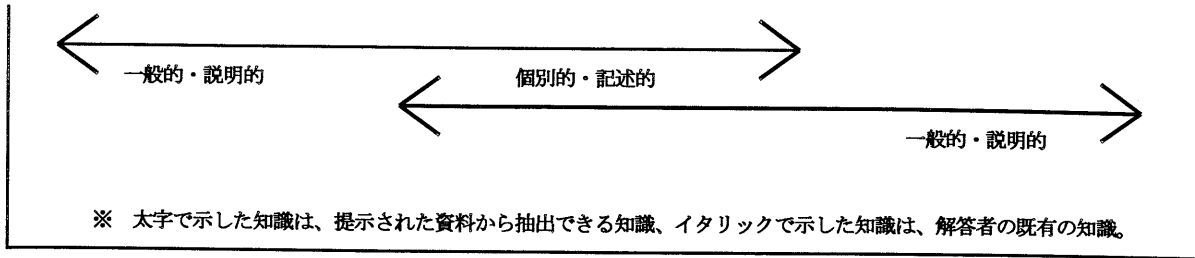 一般的・説明的
個別的・記述的
一般的・説明的
※ 太字で示した知識は、提示された資料から抽出できる知識、イタリックで示した知識は、解答者の既有の知識。